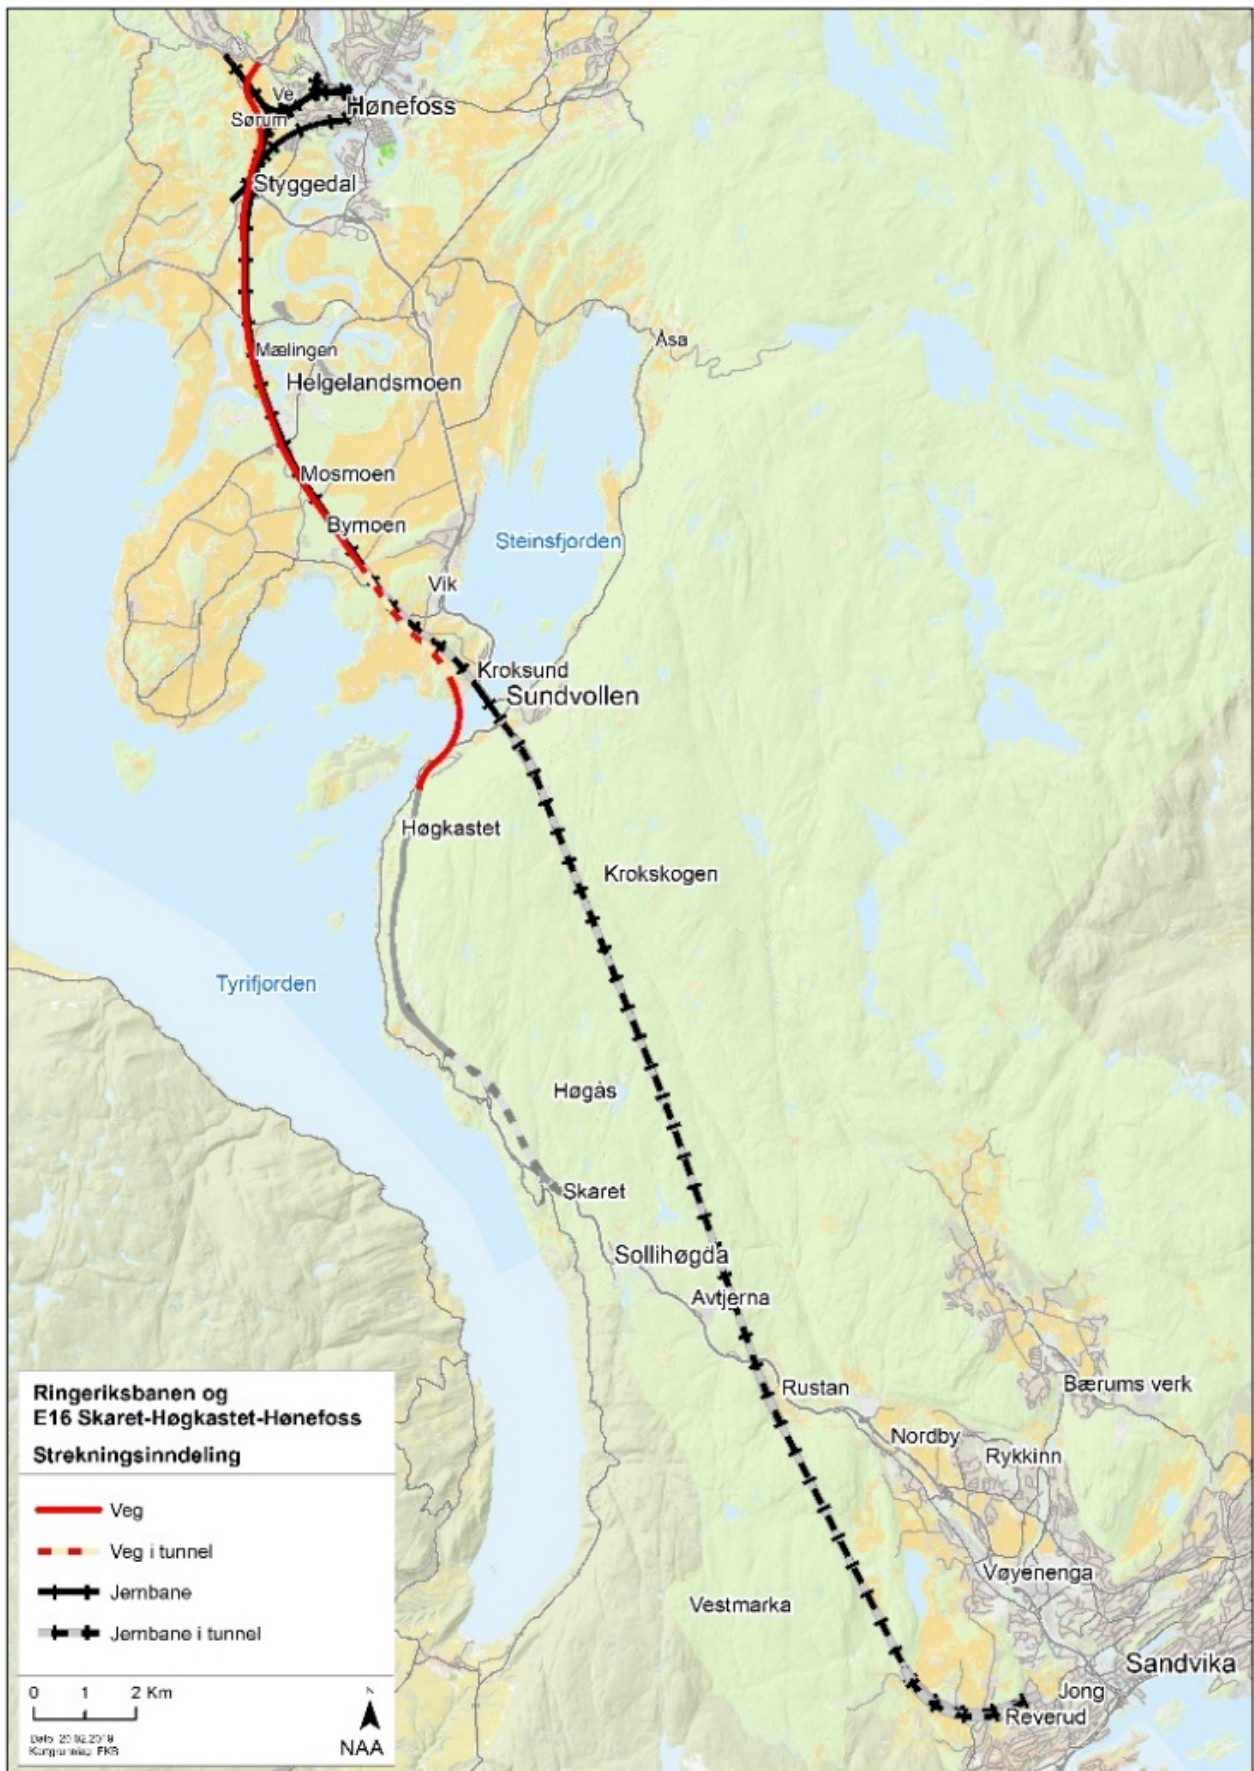 Ve
Hønefoss
Sørum
Styggedal
Åsa
Mælingen
Helgelandsmoen
Mosmoen
Bymoen
Steinsfjorden
Vik
Kroksund
Sundvollen
Høgkastet
Krokskogen
Tyrifjorden
Høgås
Skaret
Sollihøgda
Avtjerna
Rustan
Bærums verk
Nordby
Rykkinn
Vøyenenga
Vestmarka
Sandvika
Jong
Reverud
Ringeriksbanen og
E16 Skaret-Høgkastet-Hønefoss
Strekningsinndeling
Veg
Veg i tunnel
Jernbane
Jernbane i tunnel
0 1 2 Km
N
NAA
Kartgrunnlag: FKB